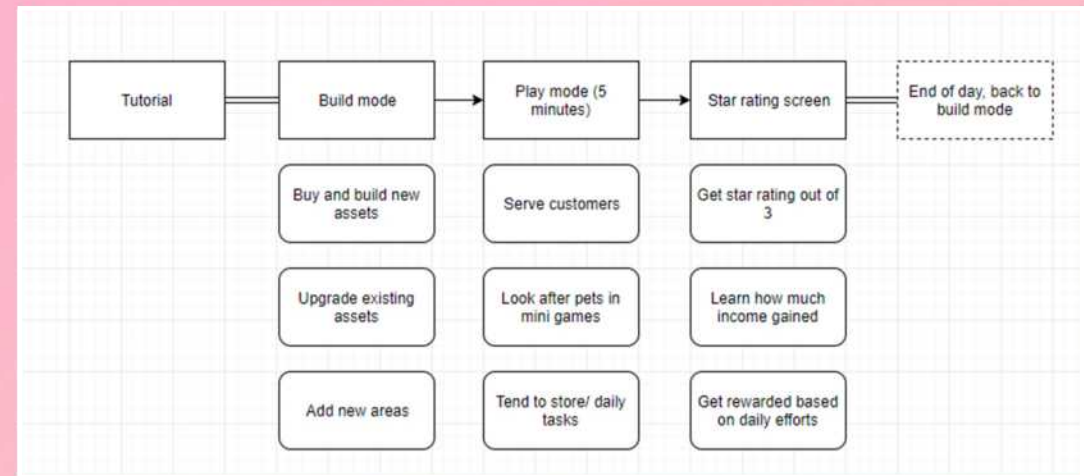 Tutorial
Build mode
Play mode (5
minutes)
Star rating screen
End of day, back to
build mode
Buy and build new
assets
Serve customers
Get star rating out of
3
Upgrade existing
assets
Look after pets in
mini games
Learn how much
income gained
Add new areas
Tend to store/ daily
tasks
Get rewarded based
on daily efforts